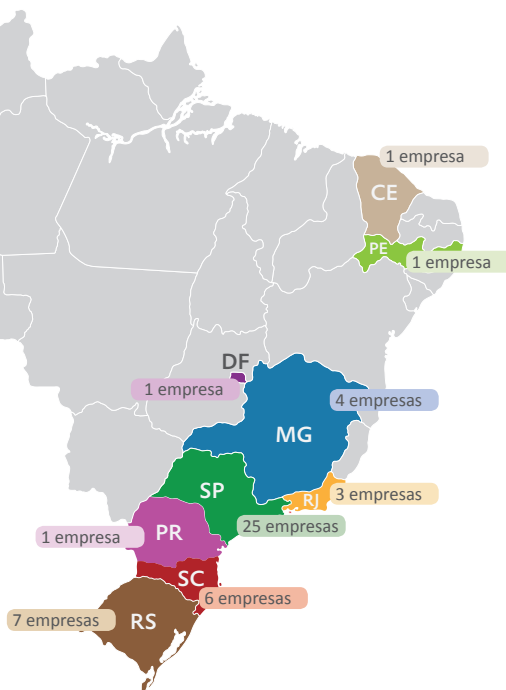 1 empresa
CE
PE
1 empresa
DF
1 empresa
4 empresas
MG
SP
RJ
3 empresas
25 empresas
PR
1 empresa
SC
6 empresas
RS
7 empresas